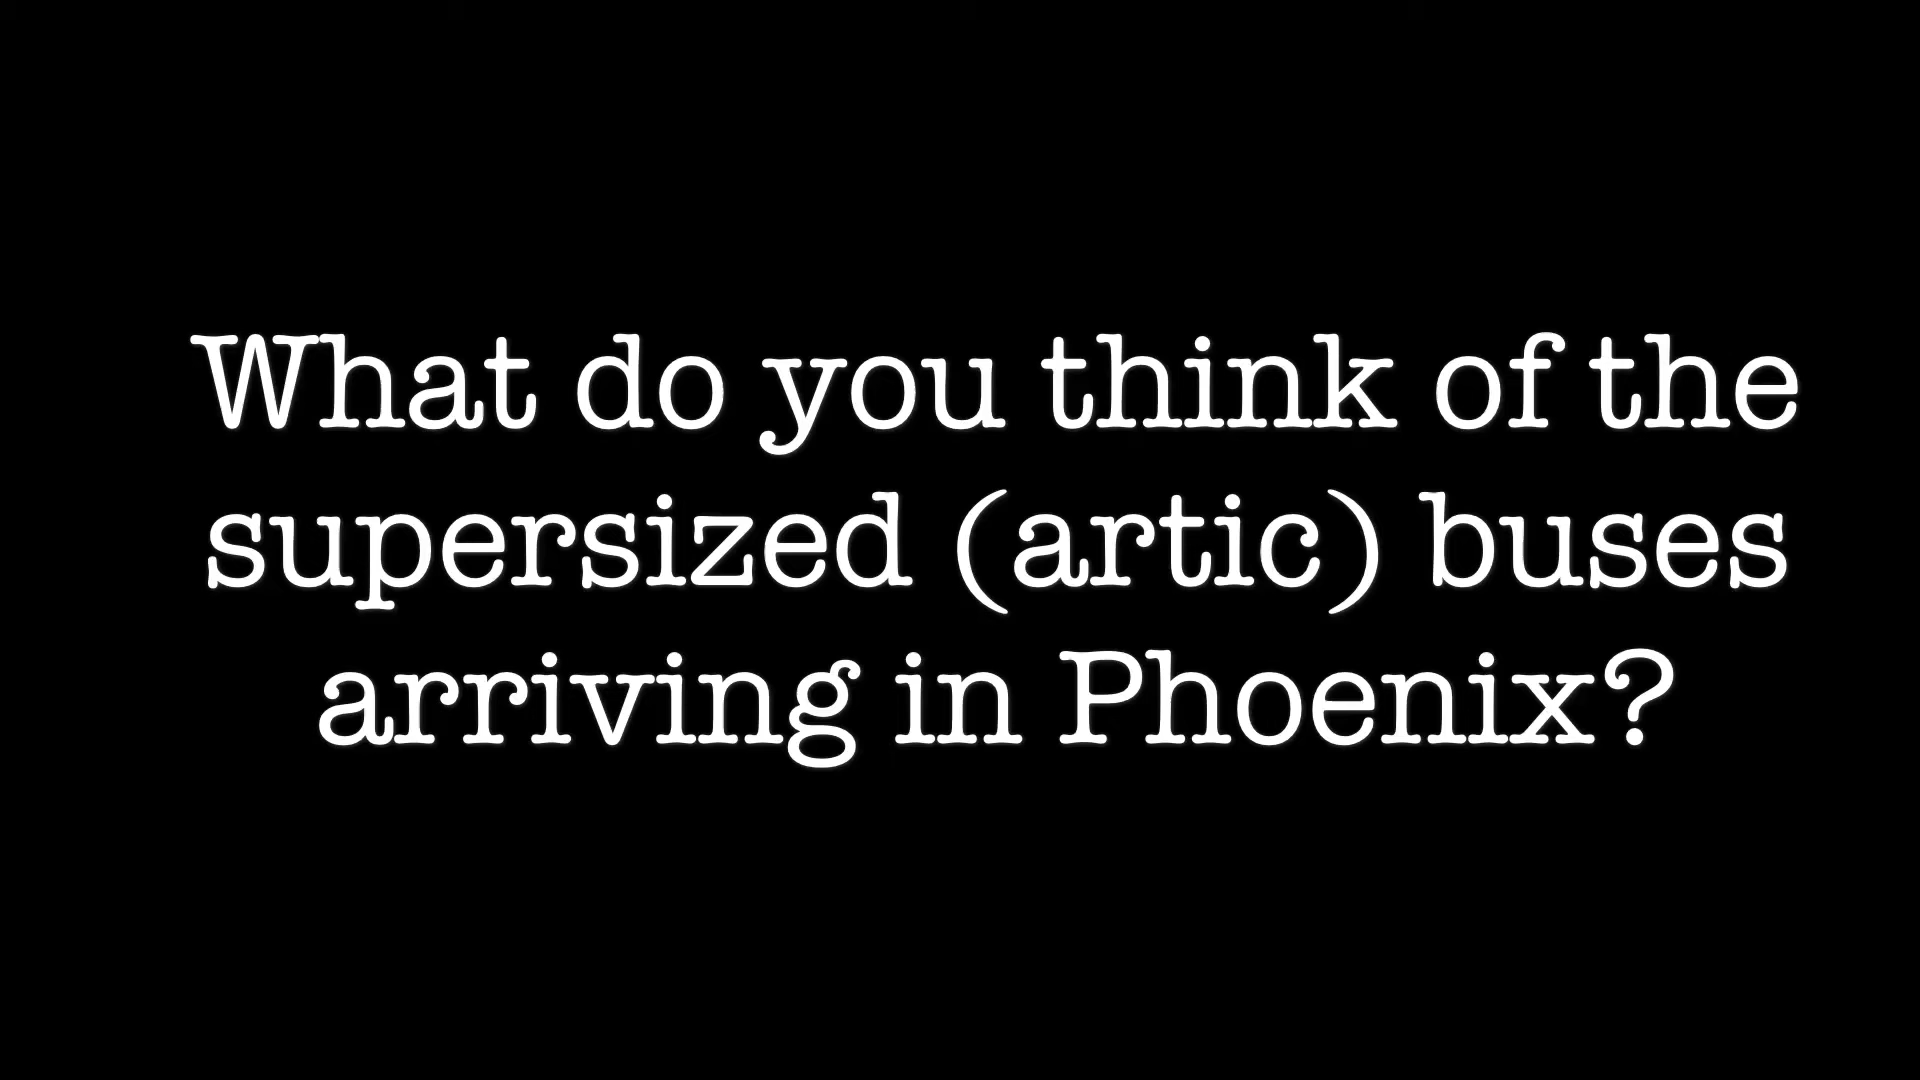 What do you think of the
supersized (artic) buses
arriving in Phoenix?